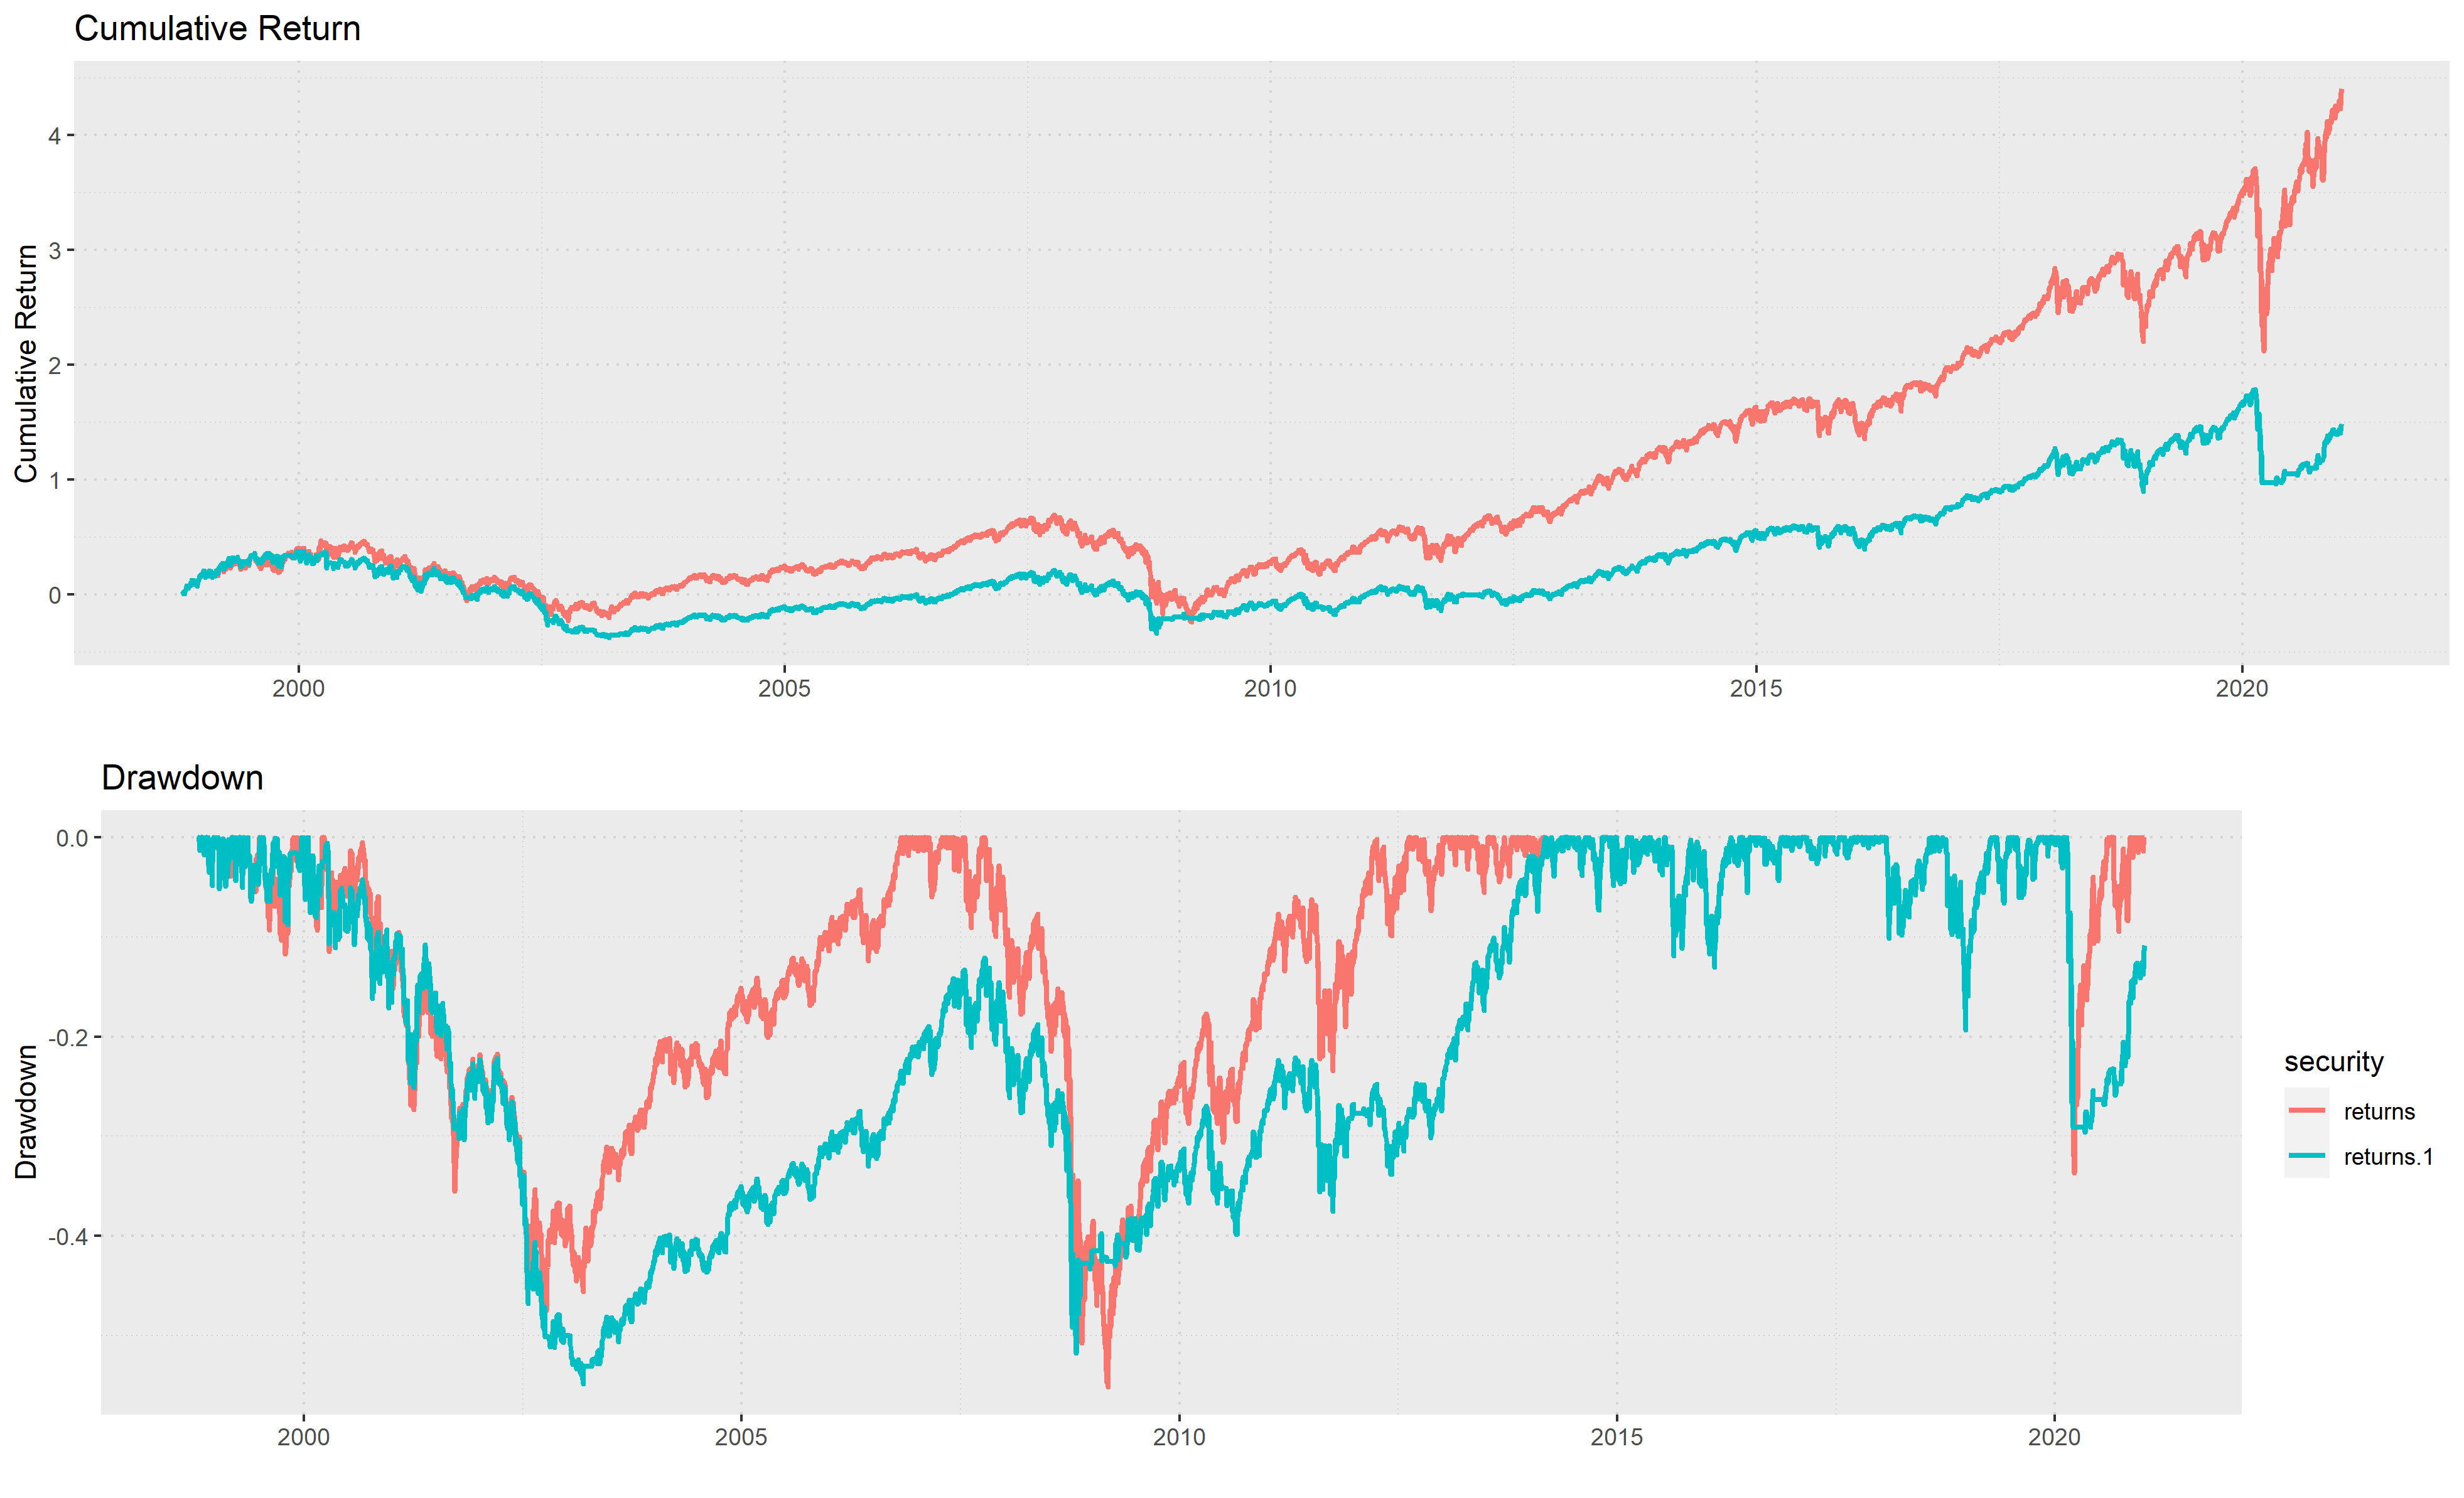 Cumulative Return
Cumulative Return
4
3
2
1
0
2000 2005 2010 2015 2020
Drawdown
Drawdown
0.0
-0.2
-0.4
2000 2005 2010 2015 2020
security
returns
returns.1